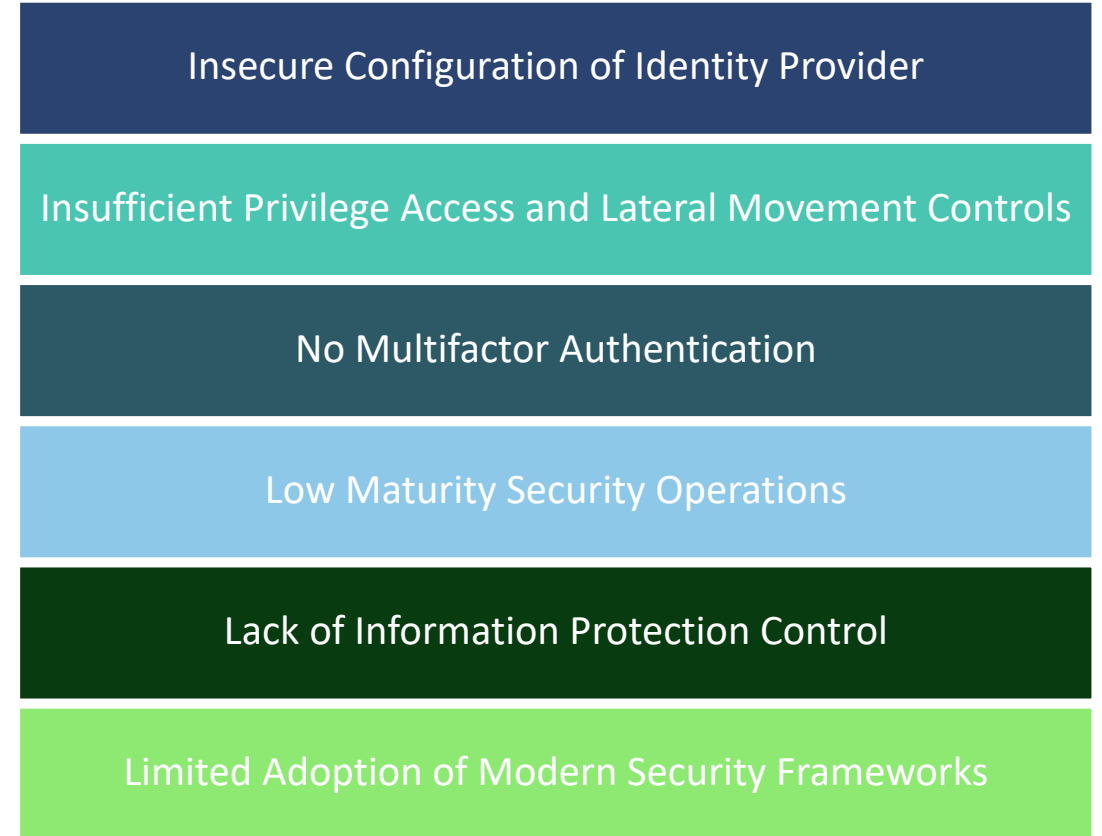 Insecure Configuration of Identity Provider
Insufficient Privilege Access and Lateral Movement Controls
No Multifactor Authentication
Low Maturity Security Operations
Lack of Information Protection Control
Limited Adoption of Modern Security Frameworks